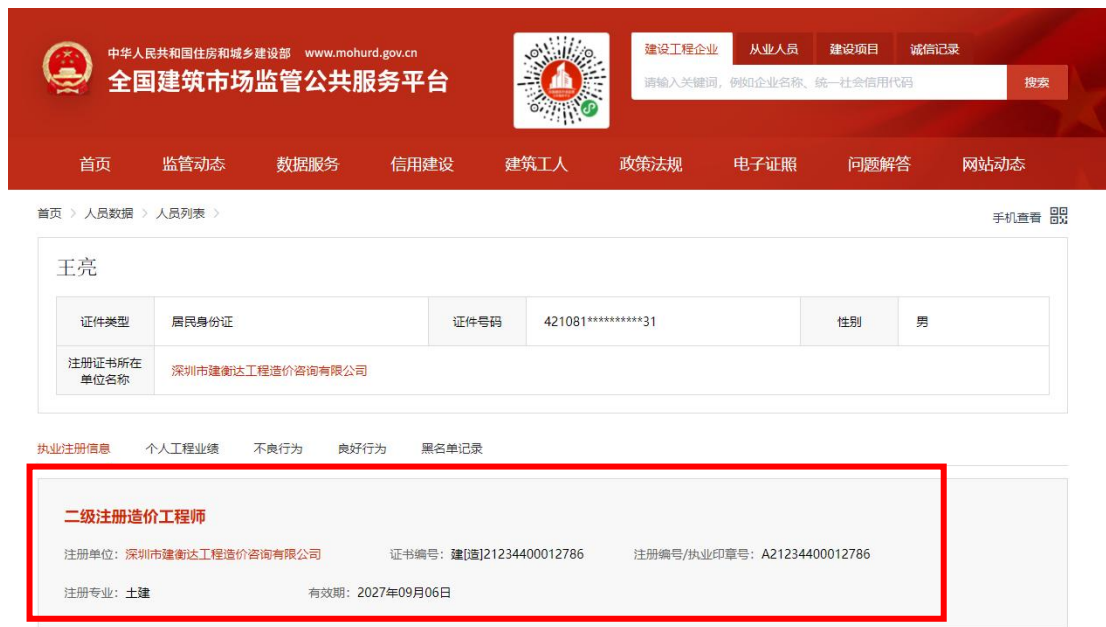 中华人民共和国住房和城乡建设部 www.mohurd.gov.cn
全国建筑市场监管公共服务平台
建设工程企业 从业人员 建设项目 诚信记录
请输入关键词，例如企业名称、统一社会信用代码 搜索
首页 监管动态 数据服务 信用建设 建筑工人 政策法规 电子证照 问题解答 网站动态
首页 > 人员数据 > 人员列表 >
手机查看
王亮
证件类型 居民身份证 证件号码 421081**********31 性别 男
注册证书所在
单位名称
深圳市建衡达工程造价咨询有限公司
执业注册信息 个人工程业绩 不良行为 良好行为 黑名单记录
二级注册造价工程师
注册单位：深圳市建衡达工程造价咨询有限公司 证书编号：建[造]21234400012786 注册编号/执业印章号：A21234400012786
注册专业：土建 有效期：2027年09月06日